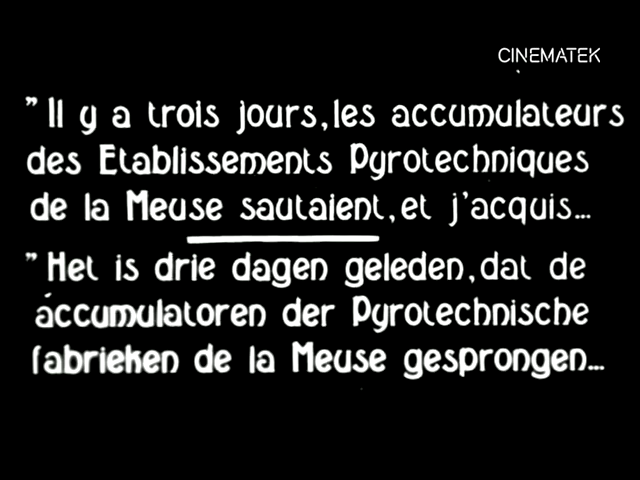 CINEMATEK
"Il y a trois jours, les accumulateurs
des Etablissements Pyrotechniques
de la Meuse sautaient, et j'acquis...
"Het is drie dagen geleden, dat de
accumulatoren der Pyrotechnische
fabrieken de la Meuse gesprongen...